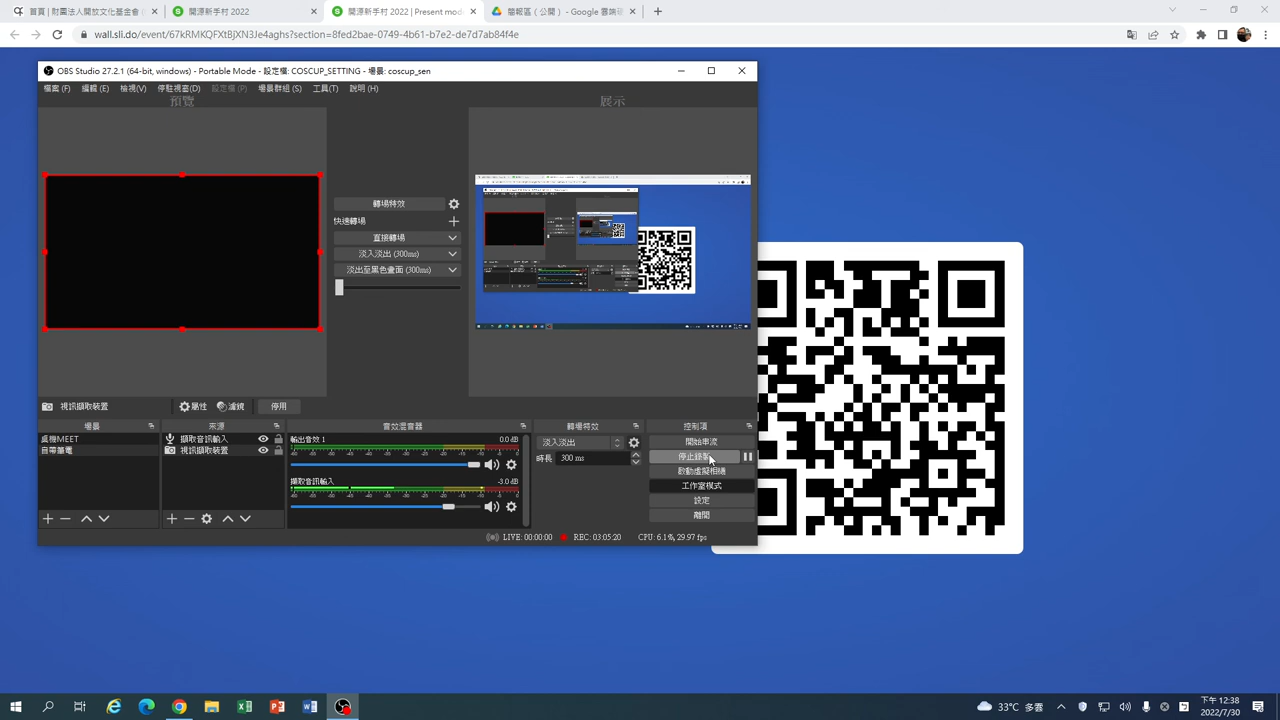 首頁 | 財團法人開放文化基金會 (
開源新手村 2022
開源新手村 2022 | Present mod
簡報區（公開） - Google 雲端硬
wall.sli.do/event/67kRMKQFXtBjXN3Je4aghs?section=8fed2bae-0749-4b61-b7e2-de7d7ab84f4e
OBS Studio 27.2.1 (64-bit, windows) - Portable Mode - 設定檔: COSCUP_SETTING - 場景: coscup_sen
檔案 (F) 編輯 (E) 檢視(V) 停駐視窗(D) 設定檔 (P) 場景群組 (S) 工具(T) 說明 (H)
預覽
展示
轉場特效
快速轉場
直接轉場
淡入淡出 (300ms)
淡出至黑色畫面 (300ms)
視訊擷取裝置 屬性 濾鏡 停用
場景 來源 音效混音器 轉場特效 控制項
桌機MEET
自帶筆電
擷取音訊輸入
視訊擷取裝置
輸出音效 1 0.0 dB
擷取音訊輸入 -3.0 dB
淡入淡出
時長 300 ms
開始串流
停止錄製
啟動虛擬相機
工作室模式
設定
離開
LIVE: 00:00:00 REC: 03:05:20 CPU: 6.1%, 29.97 fps
33°C 多雲
下午 12:38
2022/7/30